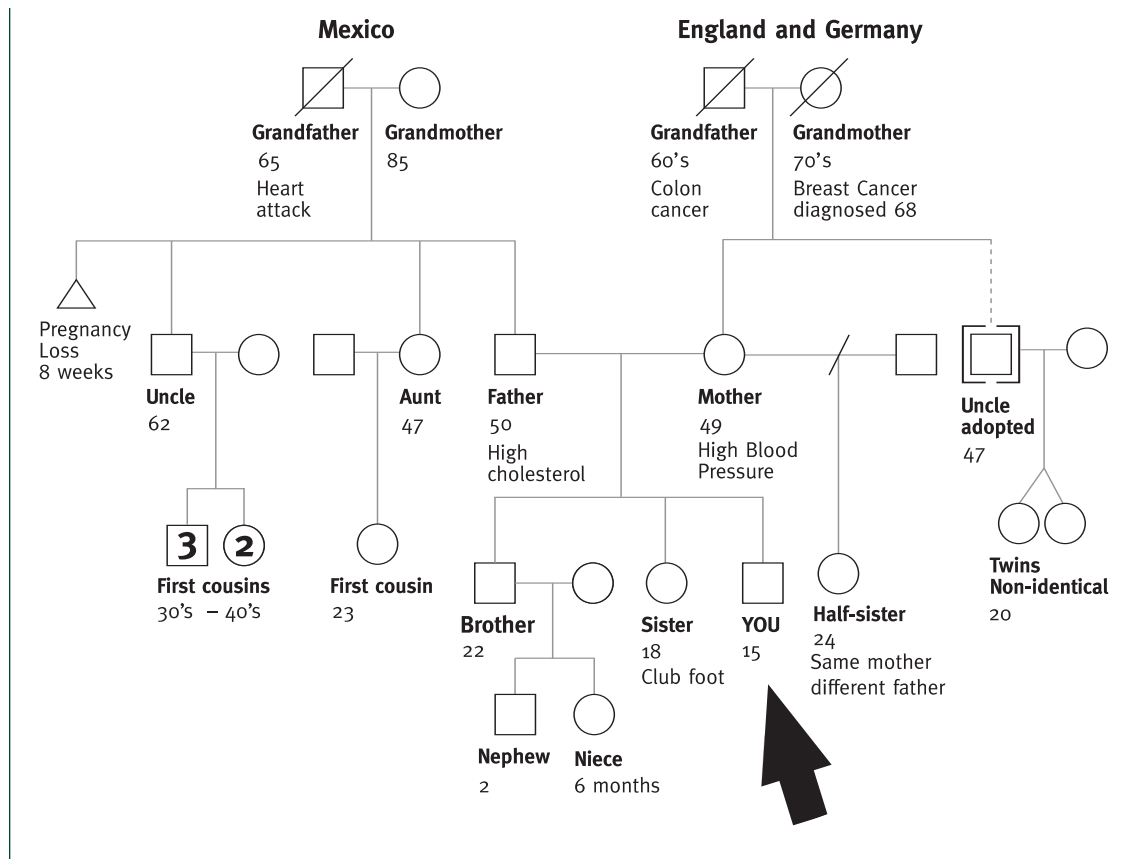 Mexico
England and Germany
Grandfather
65
Heart
attack
Grandmother
85
Grandfather
60's
Colon
cancer
Grandmother
70's
Breast Cancer
diagnosed 68
Pregnancy
Loss
8 weeks
Uncle
62
Aunt
47
Father
50
High
cholesterol
Mother
49
High Blood
Pressure
Uncle
adopted
47
3
2
First cousins
30's – 40's
First cousin
23
Brother
22
Sister
18
Club foot
YOU
15
Half-sister
24
Same mother
different father
Twins
Non-identical
20
Nephew
2
Niece
6 months